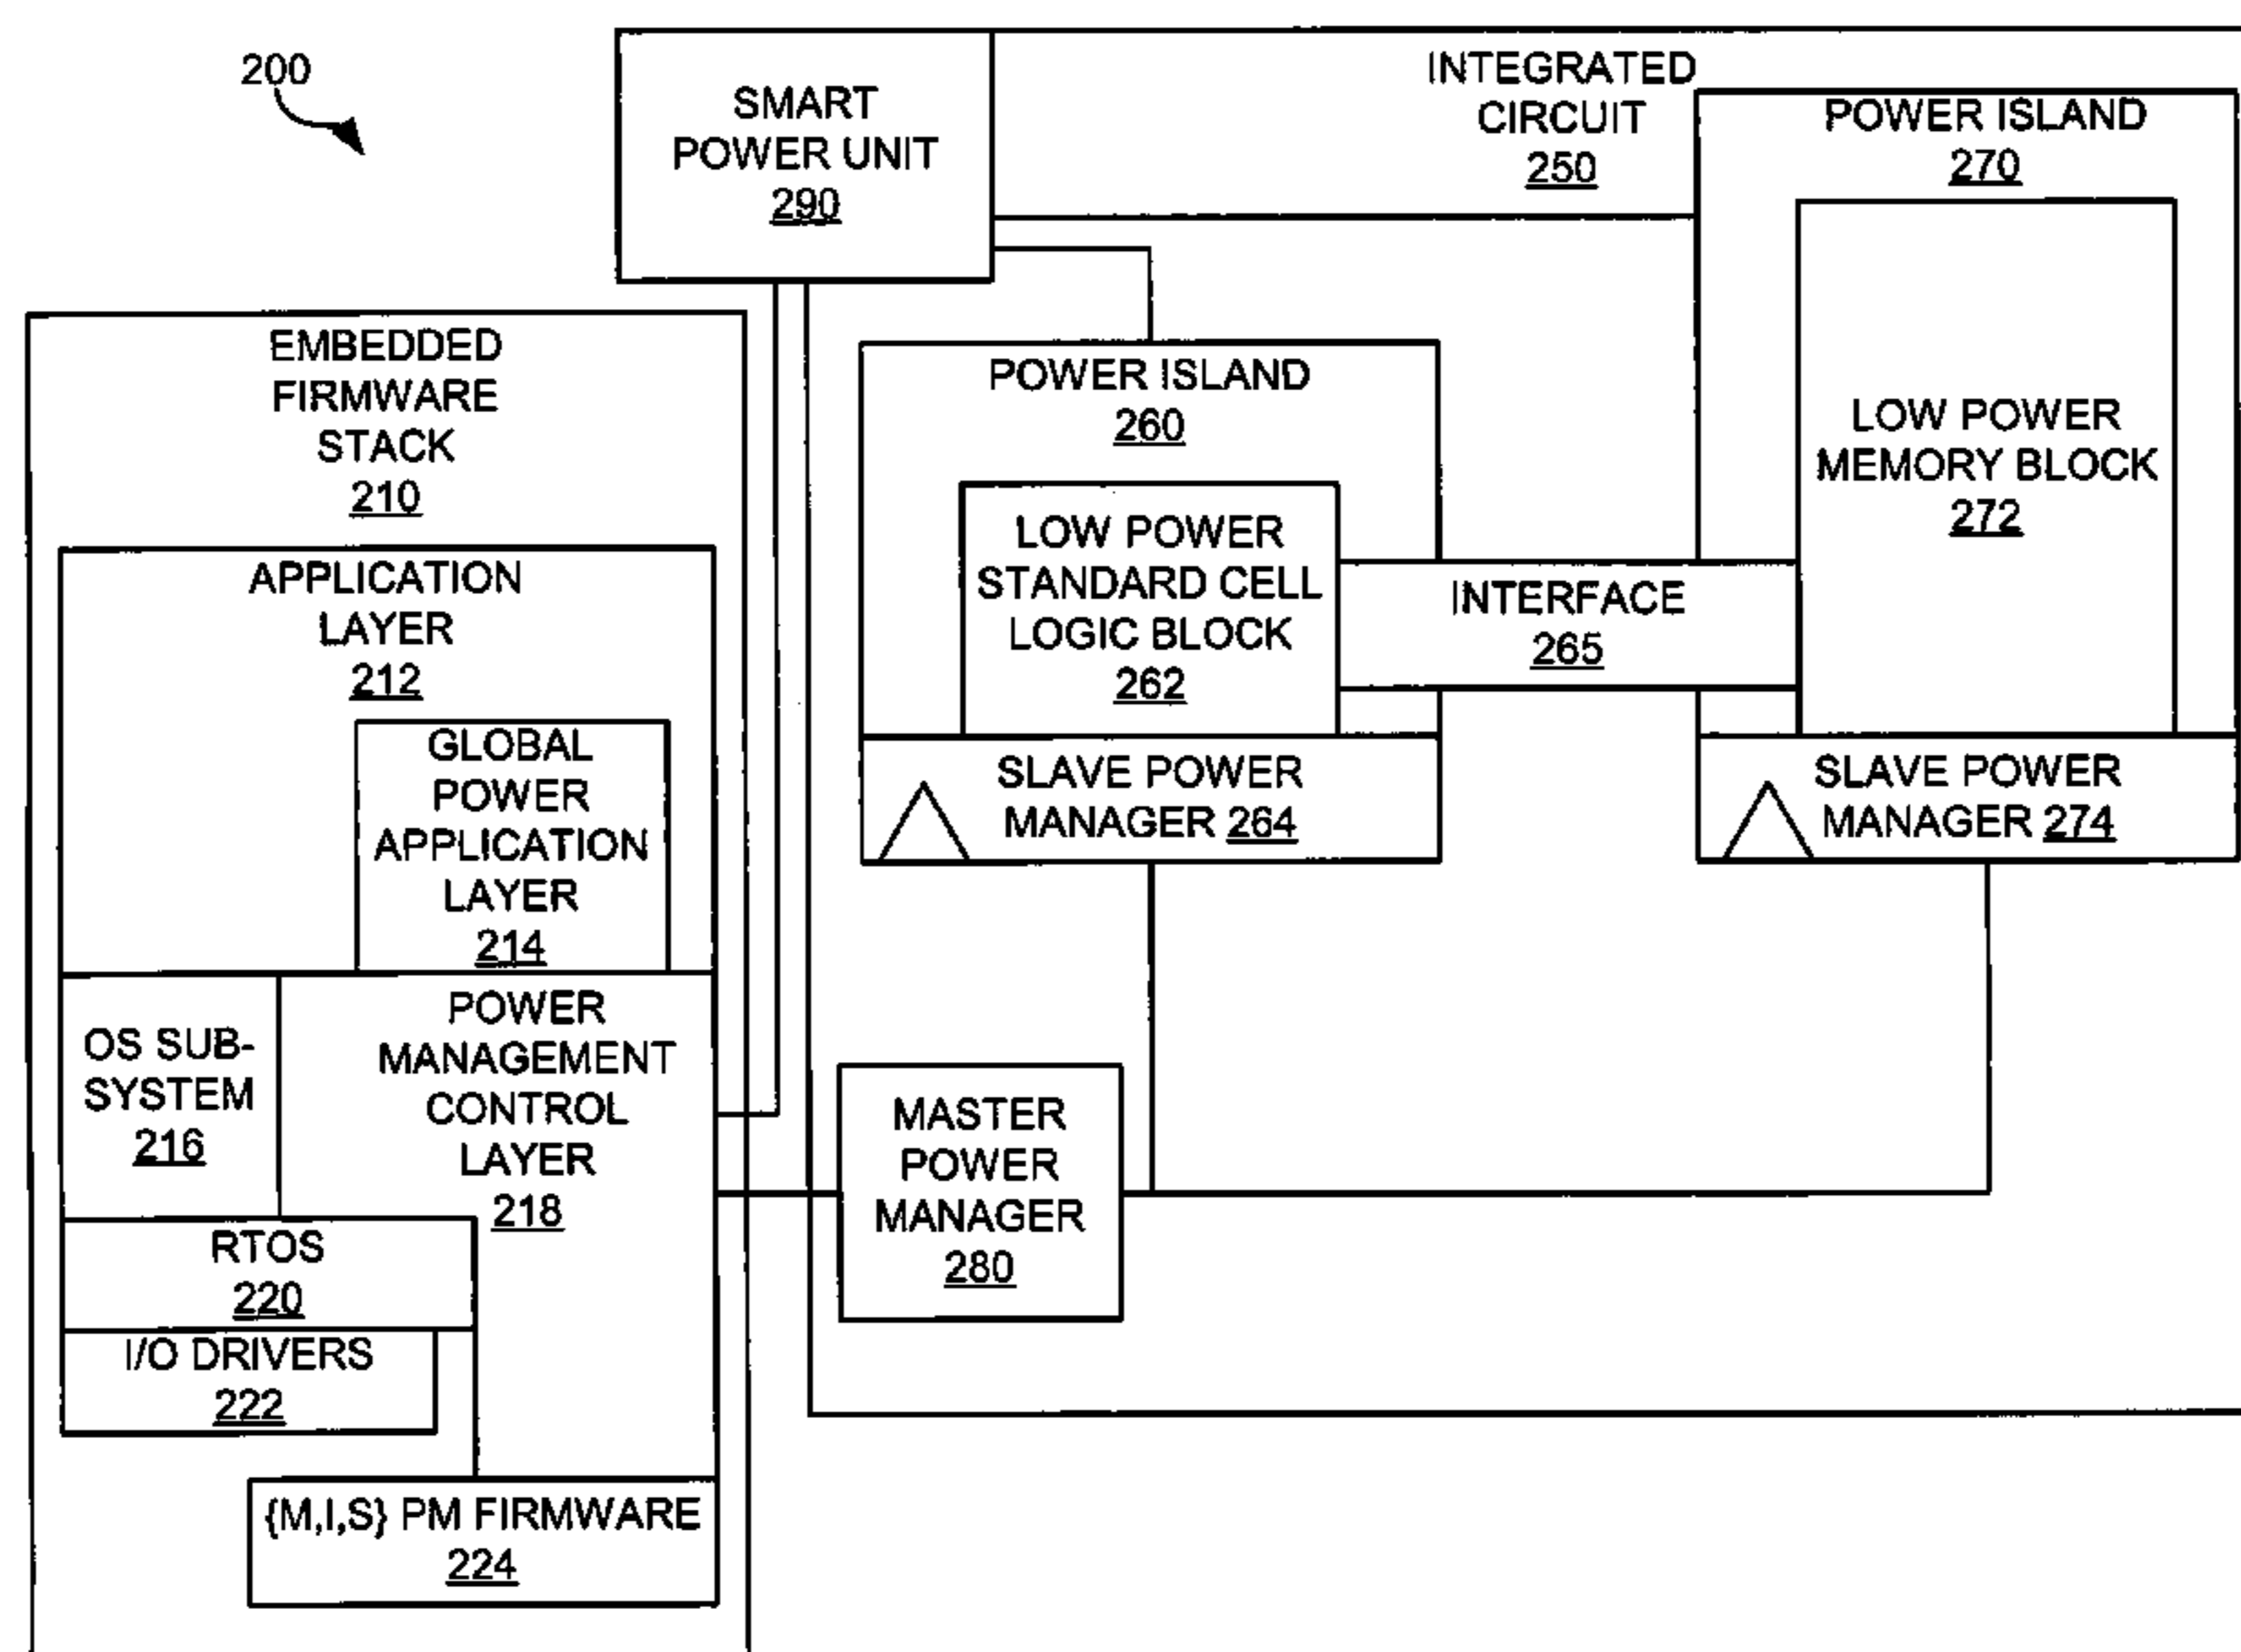 200
SMART
POWER UNIT
290
INTEGRATED
CIRCUIT
250
POWER ISLAND
270
LOW POWER
MEMORY BLOCK
272
EMBEDDED
FIRMWARE
STACK
210
APPLICATION
LAYER
212
GLOBAL
POWER
APPLICATION
LAYER
214
OS SUB-
SYSTEM
216
POWER
MANAGEMENT
CONTROL
LAYER
218
RTOS
220
I/O DRIVERS
222
{M,I,S} PM FIRMWARE
224
POWER ISLAND
260
LOW POWER
STANDARD CELL
LOGIC BLOCK
262
INTERFACE
265
SLAVE POWER
MANAGER 264
SLAVE POWER
MANAGER 274
MASTER
POWER
MANAGER
280